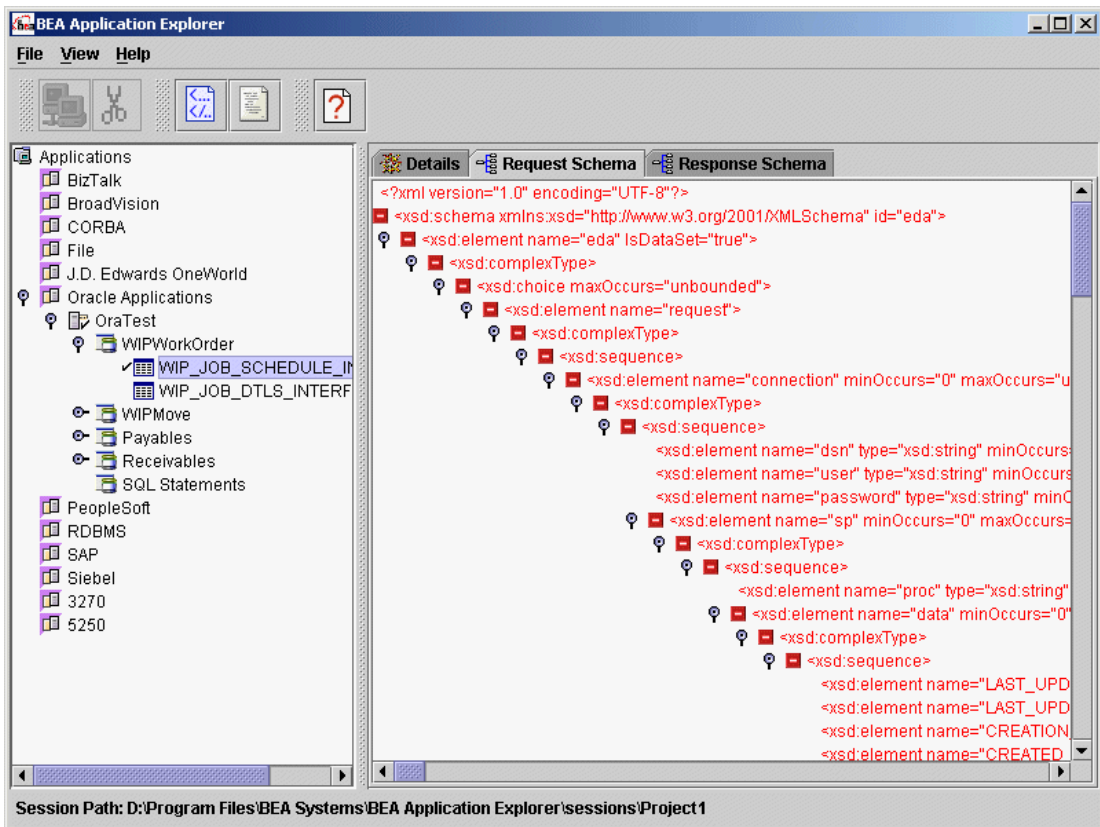 BEA Application Explorer
File View Help
Applications
BizTalk
BroadVision
CORBA
File
J.D. Edwards OneWorld
Oracle Applications
OraTest
WIPWorkOrder
WIP_JOB_SCHEDULE_IN
WIP_JOB_DTLS_INTERF
WIPMove
Payables
Receivables
SQL Statements
PeopleSoft
RDBMS
SAP
Siebel
3270
5250
Details Request Schema Response Schema
<?xml version="1.0" encoding="UTF-8"?>
<xsd:schema xmlns:xsd="http://www.w3.org/2001/XMLSchema" id="eda">
<xsd:element name="eda" IsDataSet="true">
<xsd:complexType>
<xsd:choice maxOccurs="unbounded">
<xsd:element name="request">
<xsd:complexType>
<xsd:sequence>
<xsd:element name="connection" minOccurs="0" maxOccurs="u
<xsd:complexType>
<xsd:sequence>
<xsd:element name="dsn" type="xsd:string" minOccurs
<xsd:element name="user" type="xsd:string" minOccurs
<xsd:element name="password" type="xsd:string" minO
<xsd:element name="sp" minOccurs="0" maxOccurs=
<xsd:complexType>
<xsd:sequence>
<xsd:element name="proc" type="xsd:string"
<xsd:element name="data" minOccurs="0"
<xsd:complexType>
<xsd:sequence>
<xsd:element name="LAST_UPD
<xsd:element name="LAST_UPD
<xsd:element name="CREATION_
<xsd:element name="CREATED_
Session Path: D:\Program Files\BEA Systems\BEA Application Explorer\sessions\Project1